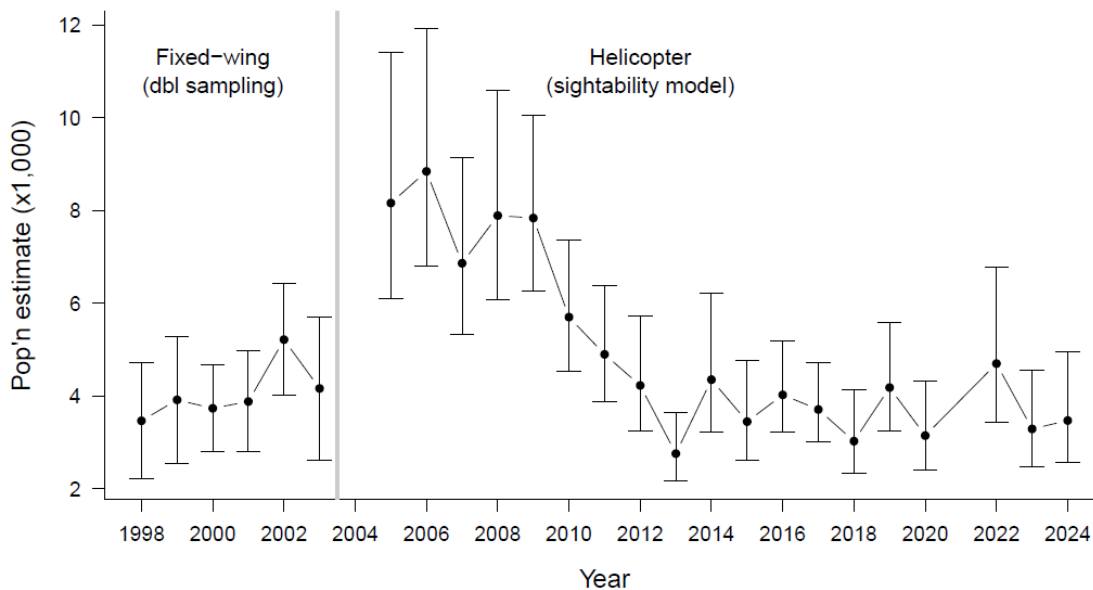 Fixed−wing
(dbl sampling)
Helicopter
(sightability model)
Pop'n estimate (x1,000)
12
10
8
6
4
2
1998 2000 2002 2004 2006 2008 2010 2012 2014 2016 2018 2020 2022 2024
Year